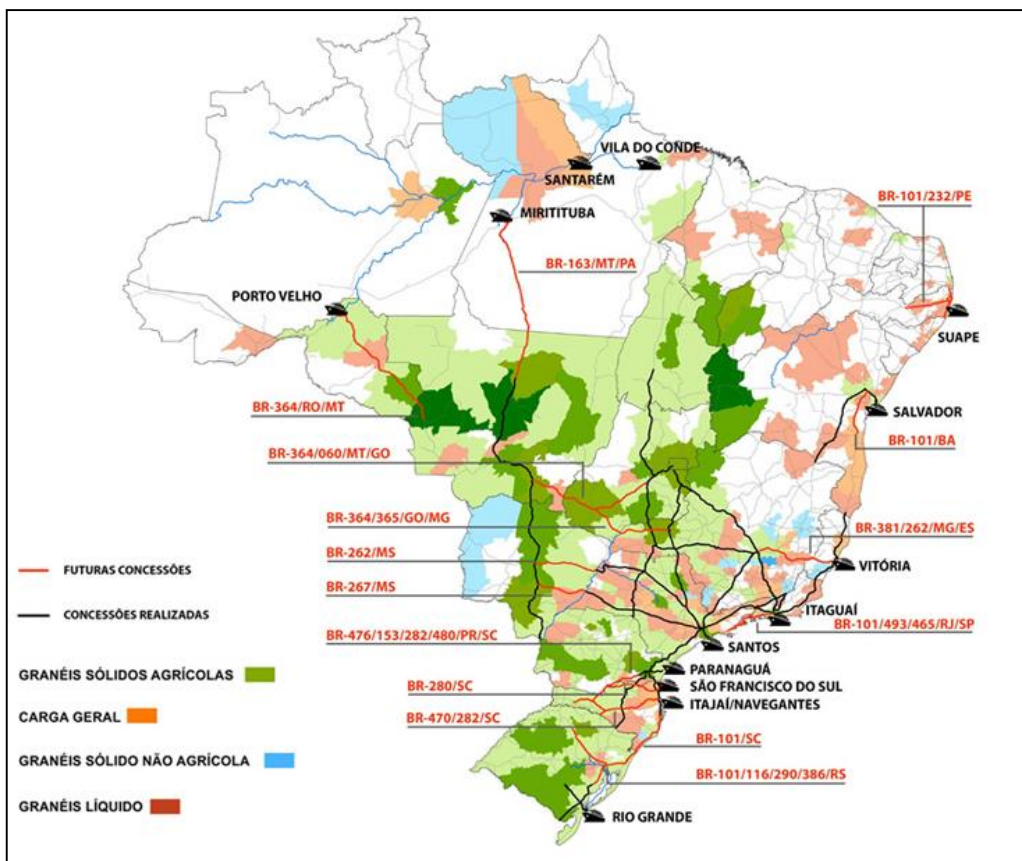 VILA DO CONDE
SANTARÉM
BR-101/232/PE
MIRITITUBA
BR-163/MT/PA
PORTO VELHO
SUAPE
BR-364/RO/MT
SALVADOR
BR-101/BA
BR-364/060/MT/GO
BR-364/365/GO/MG
BR-381/262/MG/ES
BR-262/MS
VITÓRIA
FUTURAS CONCESSÕES
BR-267/MS
CONCESSÕES REALIZADAS
ITAGUAÍ
BR-101/493/465/RJ/SP
BR-476/153/282/480/PR/SC
SANTOS
GRANÉIS SÓLIDOS AGRÍCOLAS
PARANAGUÁ
BR-280/SC
SÃO FRANCISCO DO SUL
ITAJAÍ/NAVEGANTES
CARGA GERAL
BR-470/282/SC
BR-101/SC
GRANÉIS SÓLIDO NÃO AGRÍCOLA
BR-101/116/290/386/RS
GRANÉIS LÍQUIDO
RIO GRANDE